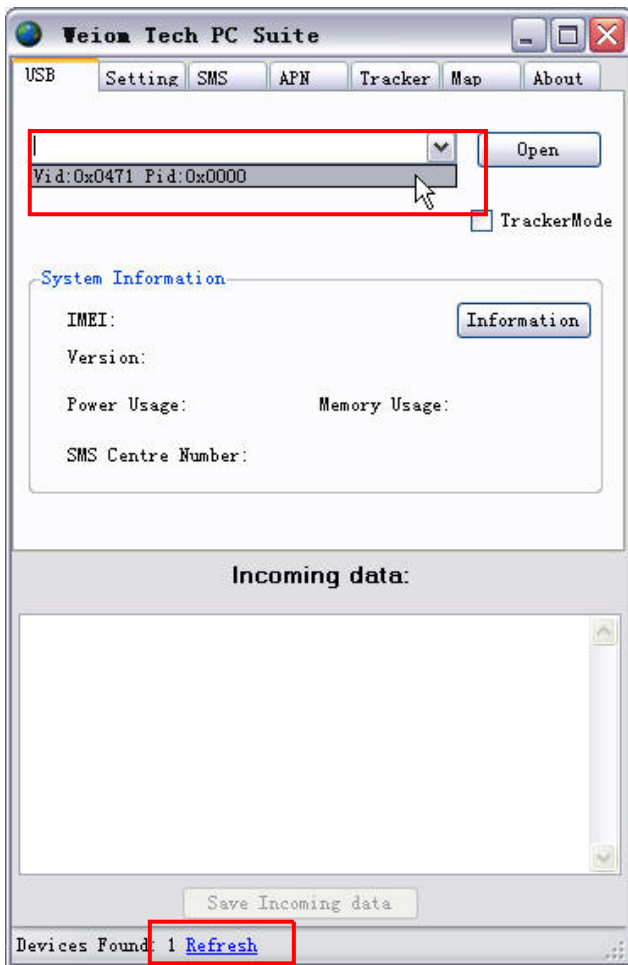 Weiom Tech PC Suite
USB Setting SMS APN Tracker Map About
Open
Vid:0x0471 Pid:0x0000
TrackerMode
System Information
IMEI: Information
Version:
Power Usage: Memory Usage:
SMS Centre Number:
Incoming data:
Save Incoming data
Devices Found: 1 Refresh